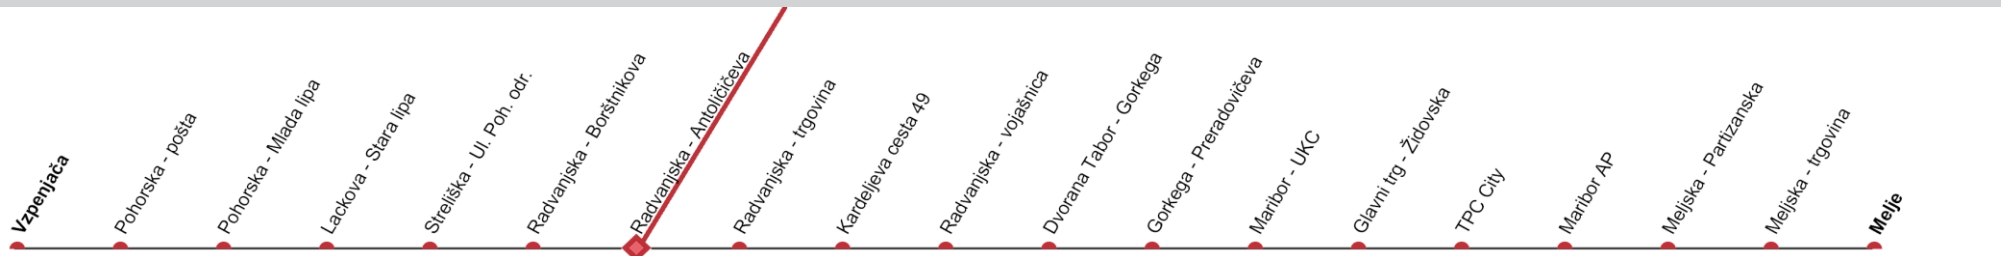 Vzpenjača
Pohorska - pošta
Pohorska - Mlada lipa
Lackova - Stara lipa
Streliška - Ul. Poh. odr.
Radvanjska - Borštnikova
Radvanjska - Antoličičeva
Radvanjska - trgovina
Kardeljeva cesta 49
Radvanjska - vojašnica
Dvorana Tabor - Gorkega
Gorkega - Preradovičeva
Maribor - UKC
Glavni trg - Židovska
TPC City
Maribor AP
Meljska - Partizanska
Meljska - trgovina
Melje